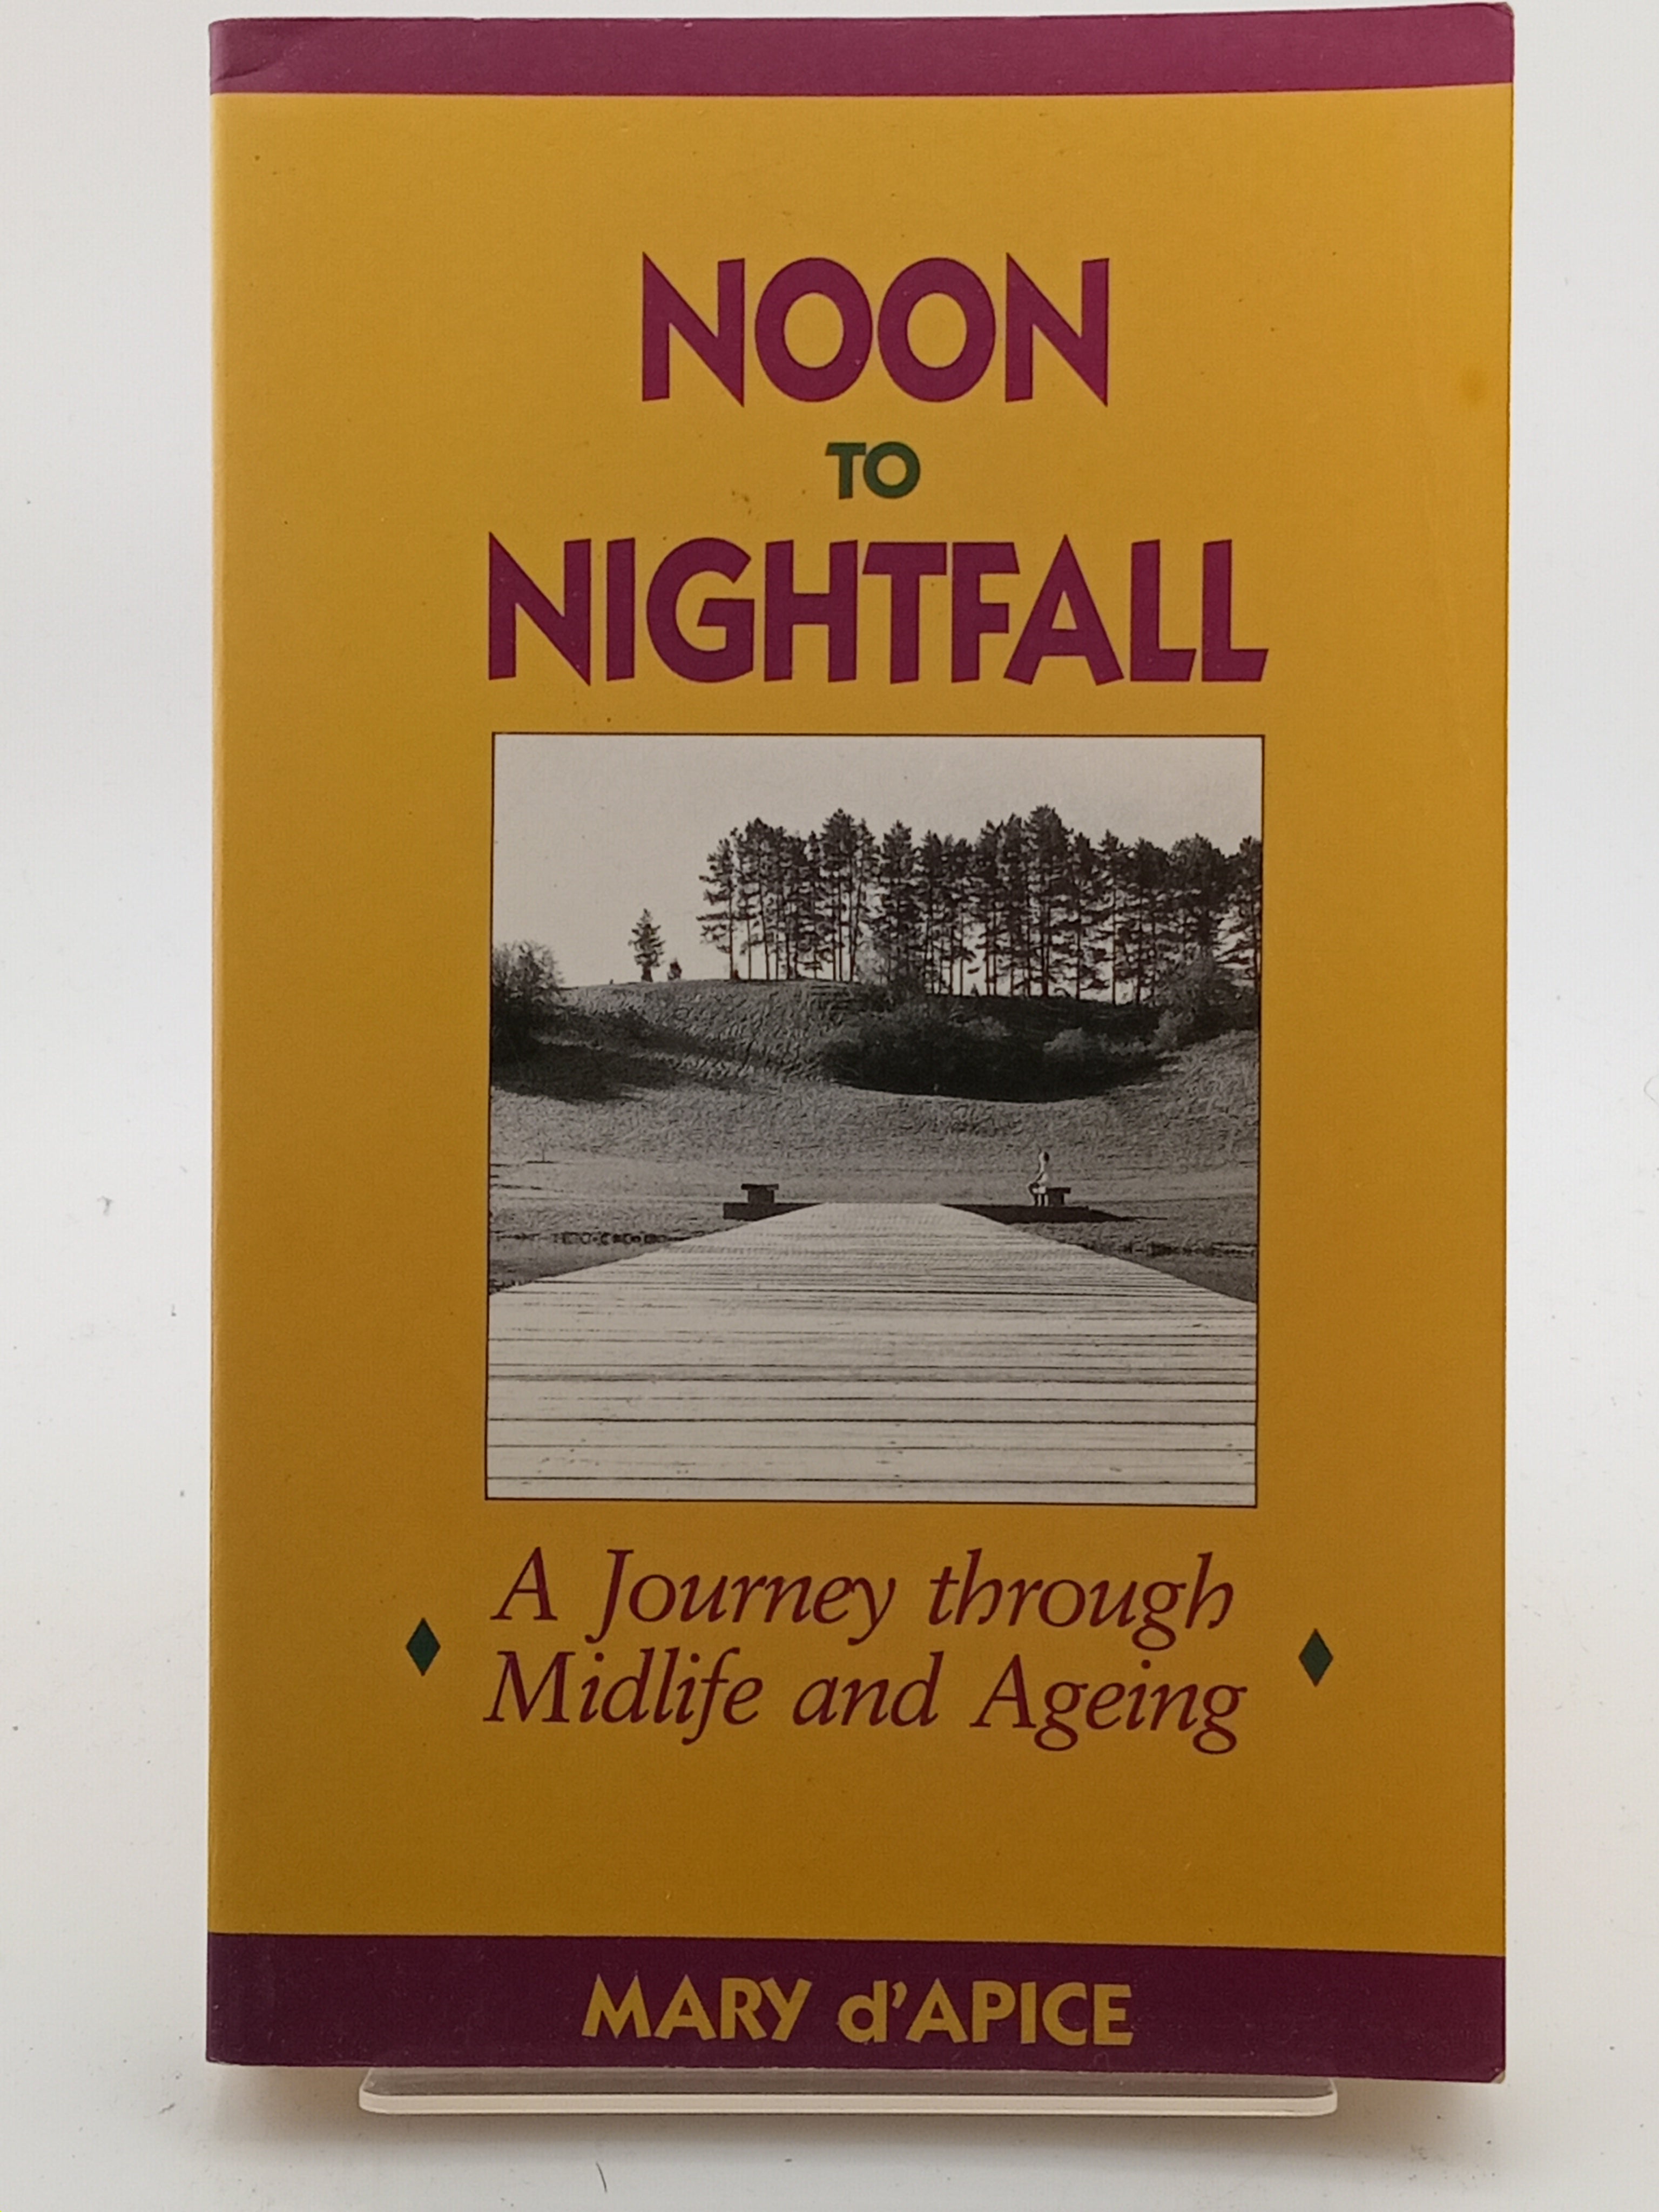 NOON
TO
NIGHTFALL
A Journey through
Midlife and Ageing
MARY d'APICE